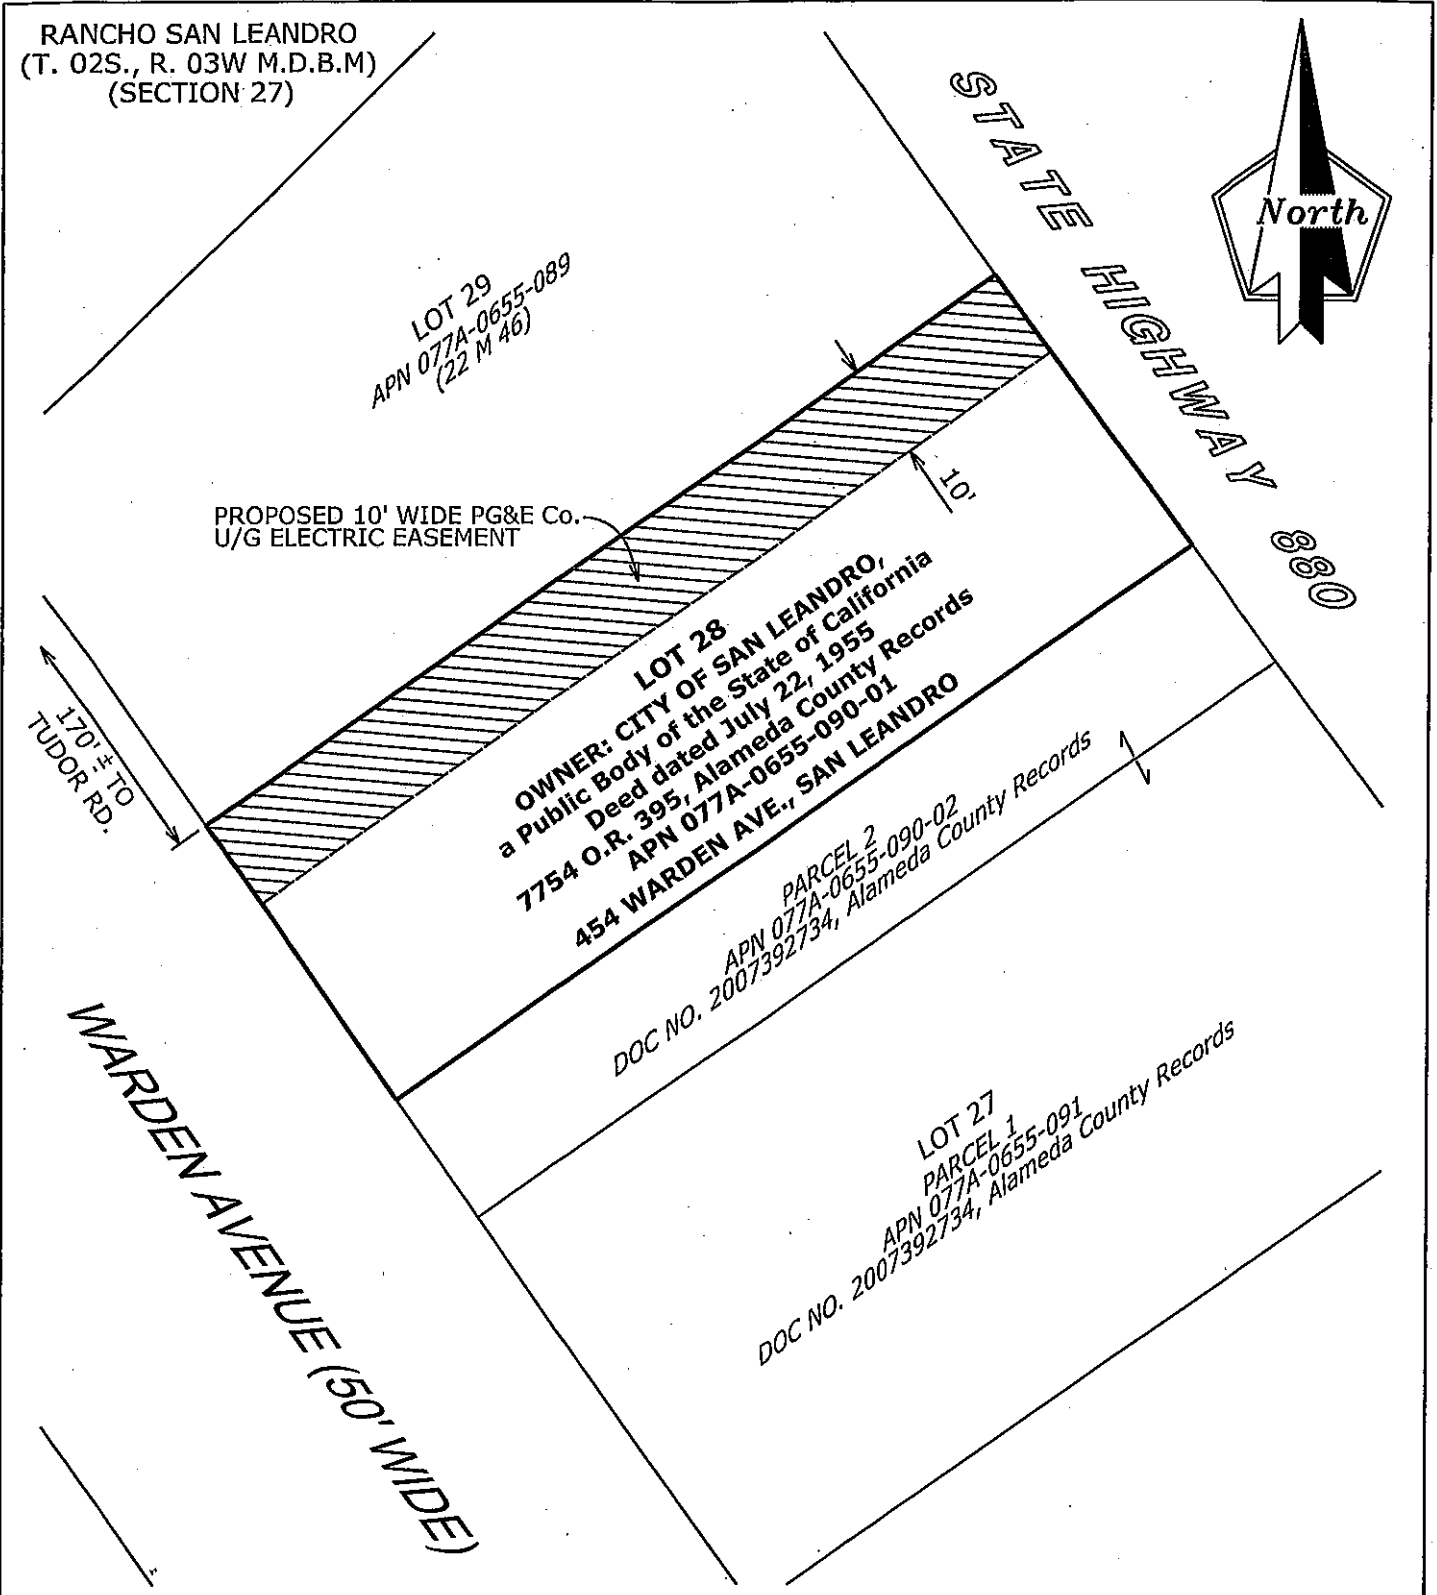 RANCHO SAN LEANDRO
(T. 02S., R. 03W M.D.B.M)
(SECTION 27)
STATE HIGHWAY 880
North
LOT 29
APN 077A-0655-089
(22 M 46)
10'
PROPOSED 10' WIDE PG&E Co.
U/G ELECTRIC EASEMENT
LOT 28
OWNER: CITY OF SAN LEANDRO,
a Public Body of the State of California
Deed dated July 22, 1955
7754 O.R. 395, Alameda County Records
APN 077A-0655-090-01
454 WARDEN AVE., SAN LEANDRO
170' ± TO
TUDOR RD.
PARCEL 2
APN 077A-0655-090-02
DOC NO. 2007392734, Alameda County Records
LOT 27
PARCEL 1
APN 077A-0655-091
DOC NO. 2007392734, Alameda County Records
WARDEN AVENUE (50' WIDE)